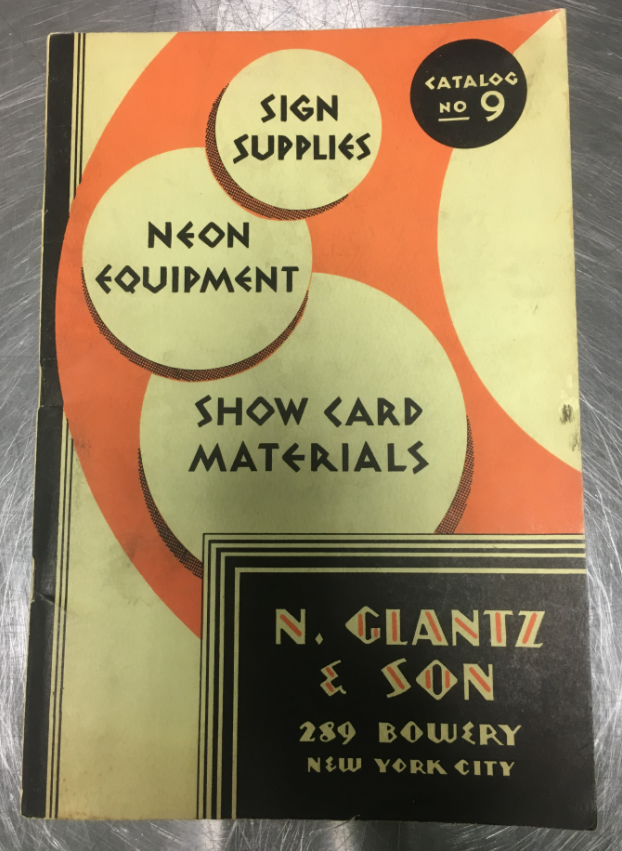 CATALOG
NO 9
SIGN
SUPPLIES
NEON
EQUIPMENT
SHOW CARD
MATERIALS
N. GLANTZ
& SON
289 BOWERY
NEW YORK CITY